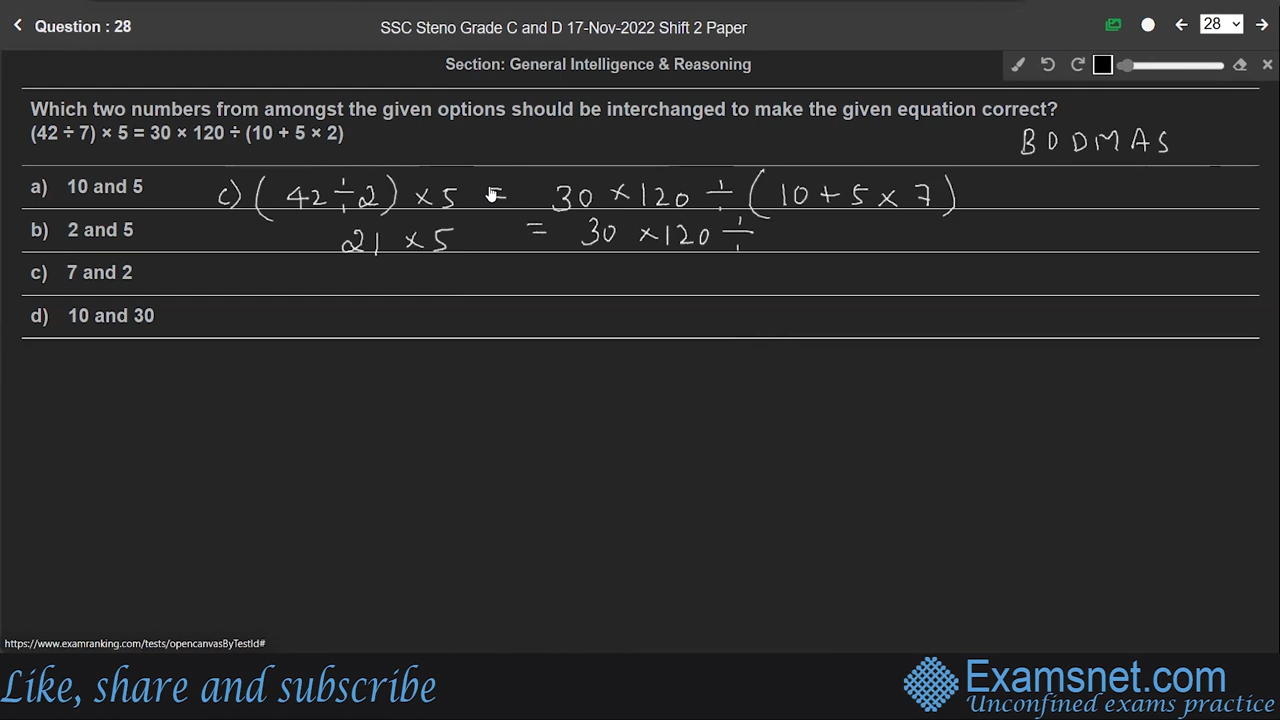 Question : 28
SSC Steno Grade C and D 17-Nov-2022 Shift 2 Paper
28
Section: General Intelligence & Reasoning
Which two numbers from amongst the given options should be interchanged to make the given equation correct?
(42 ÷ 7) × 5 = 30 × 120 ÷ (10 + 5 × 2)
BODMAS
a) 10 and 5
c) (42 ÷ 2) × 5 = 30 × 120 ÷ (10 + 5 × 7)
b) 2 and 5
21 × 5 = 30 × 120 ÷
c) 7 and 2
d) 10 and 30
https://www.examranking.com/tests/opencanvasByTestId#
Like, share and subscribe
Examsnet.com
Unconfined exams practice